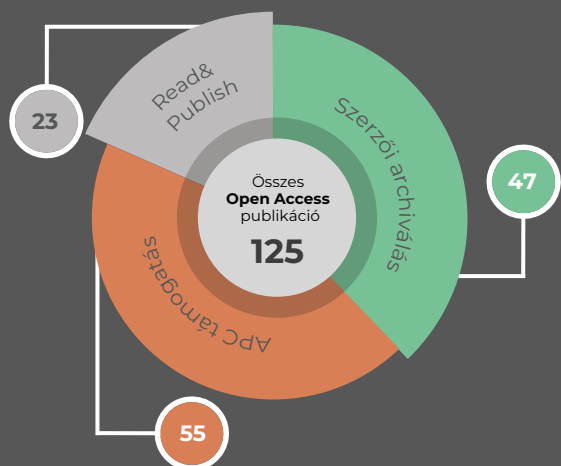 Read&
Publish
23
Szerzői archiválás
47
Összes
Open Access
publikáció
125
APC támogatás
55